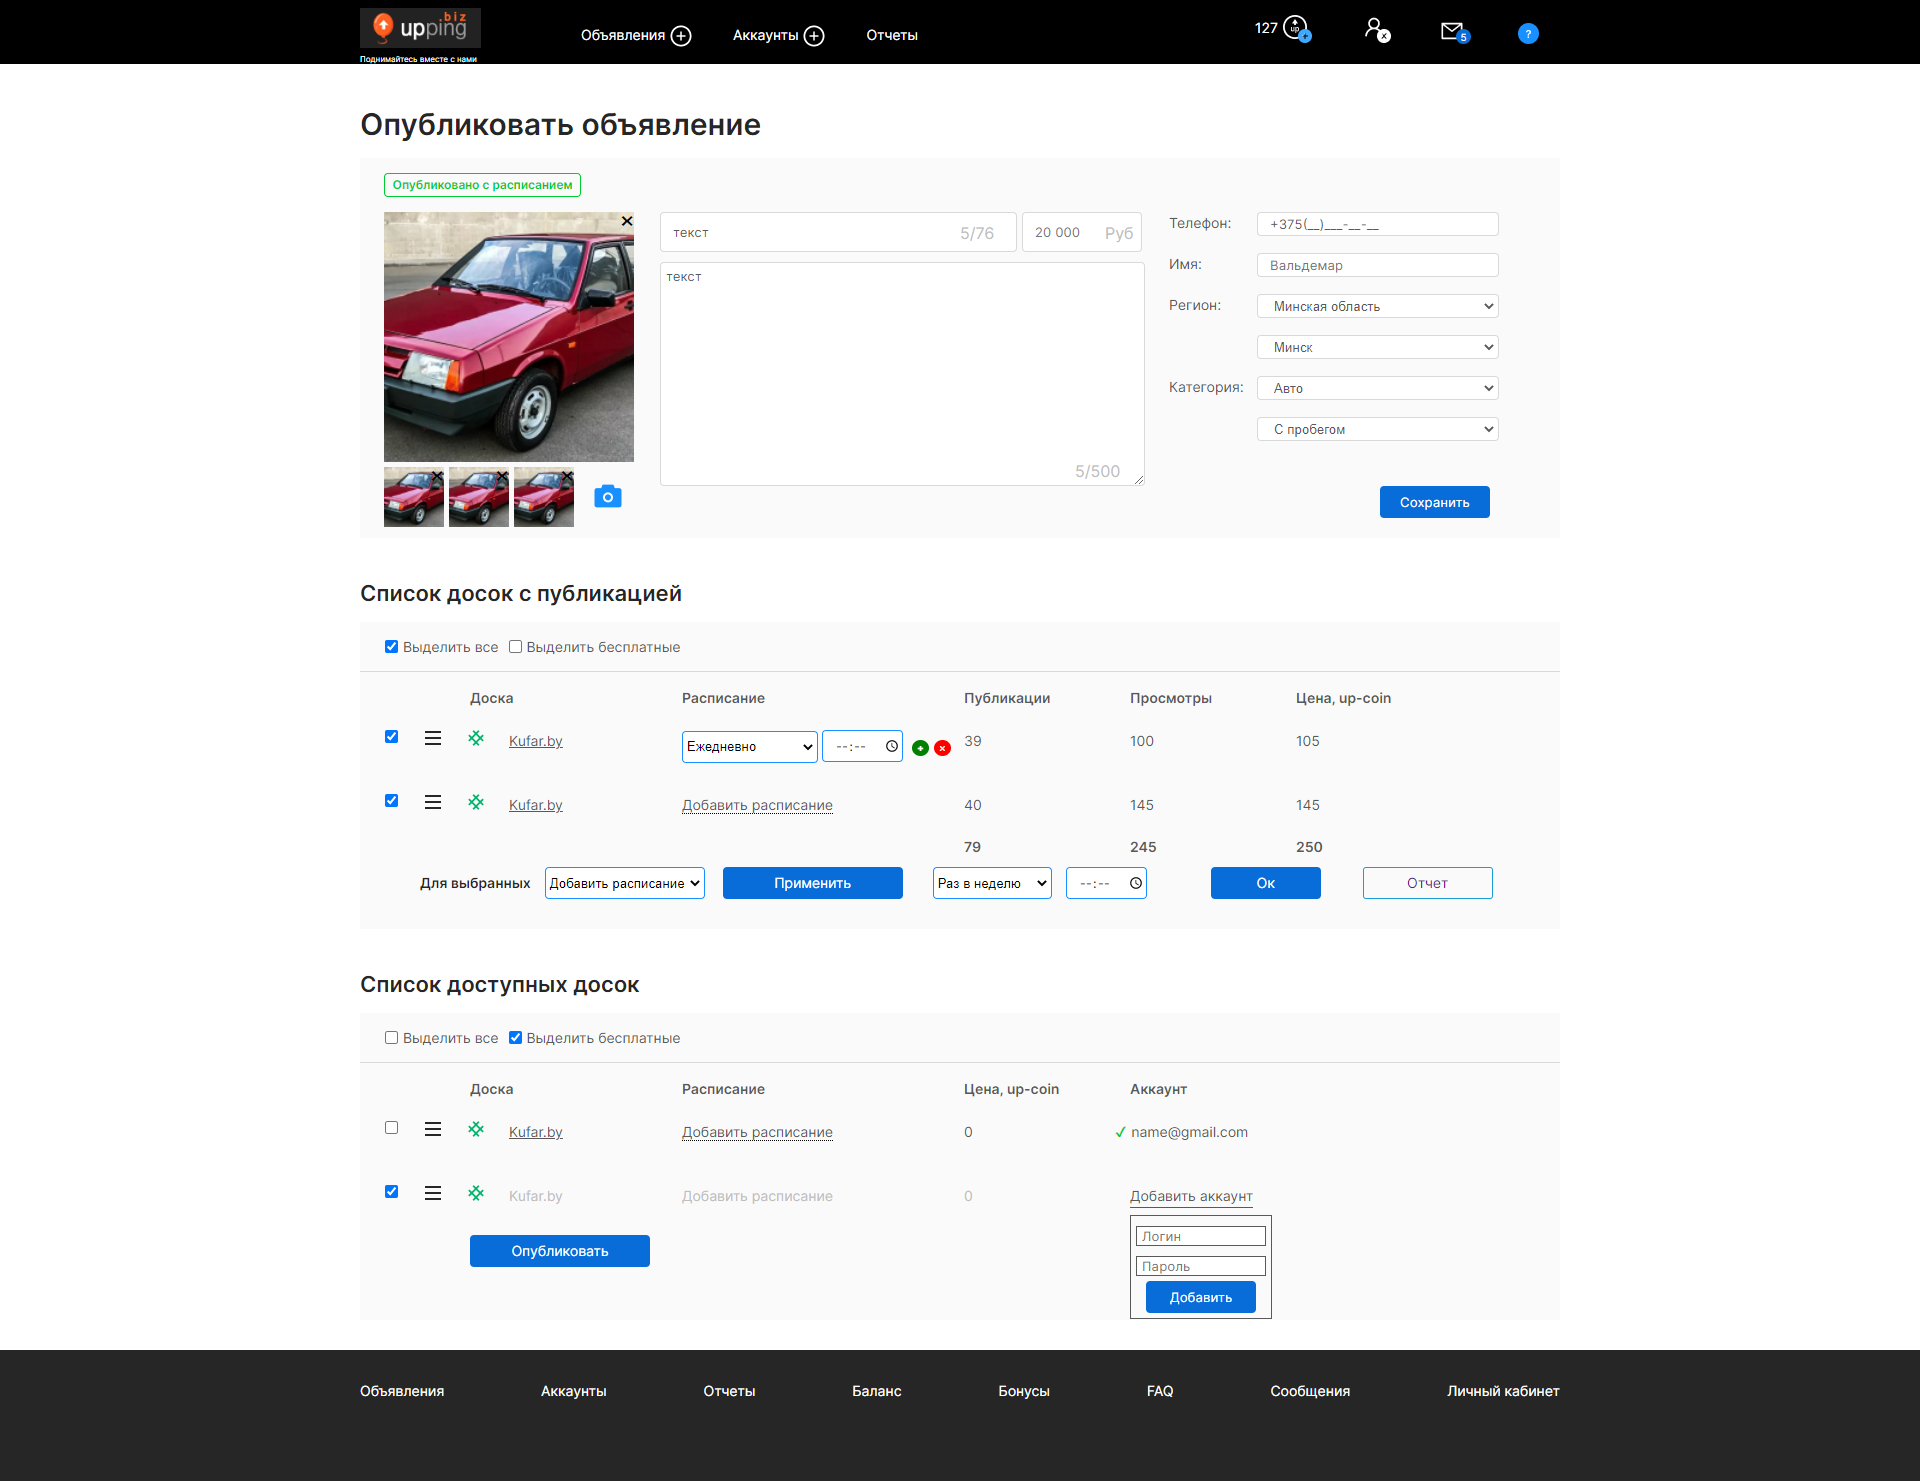 upping biz
Поднимайтесь вместе с нами
Объявления
Аккаунты
Отчеты
127
up
5
?
Опубликовать объявление
Опубликовано с расписанием
текст 5/76
20 000 Руб
текст
5/500
Телефон: +375(__)___-__-__
Имя: Вальдемар
Регион: Минская область
Минск
Категория: Авто
С пробегом
Сохранить
Список досок с публикацией
Выделить все Выделить бесплатные
Доска Расписание Публикации Просмотры Цена, up-coin
Kufar.by Ежедневно --:-- 39 100 105
Kufar.by Добавить расписание 40 145 145
79 245 250
Для выбранных Добавить расписание Применить Раз в неделю --:-- Ок Отчет
Список доступных досок
Выделить все Выделить бесплатные
Доска Расписание Цена, up-coin Аккаунт
Kufar.by Добавить расписание 0 name@gmail.com
Kufar.by Добавить расписание 0 Добавить аккаунт
Логин
Пароль
Добавить
Опубликовать
Объявления Аккаунты Отчеты Баланс Бонусы FAQ Сообщения Личный кабинет